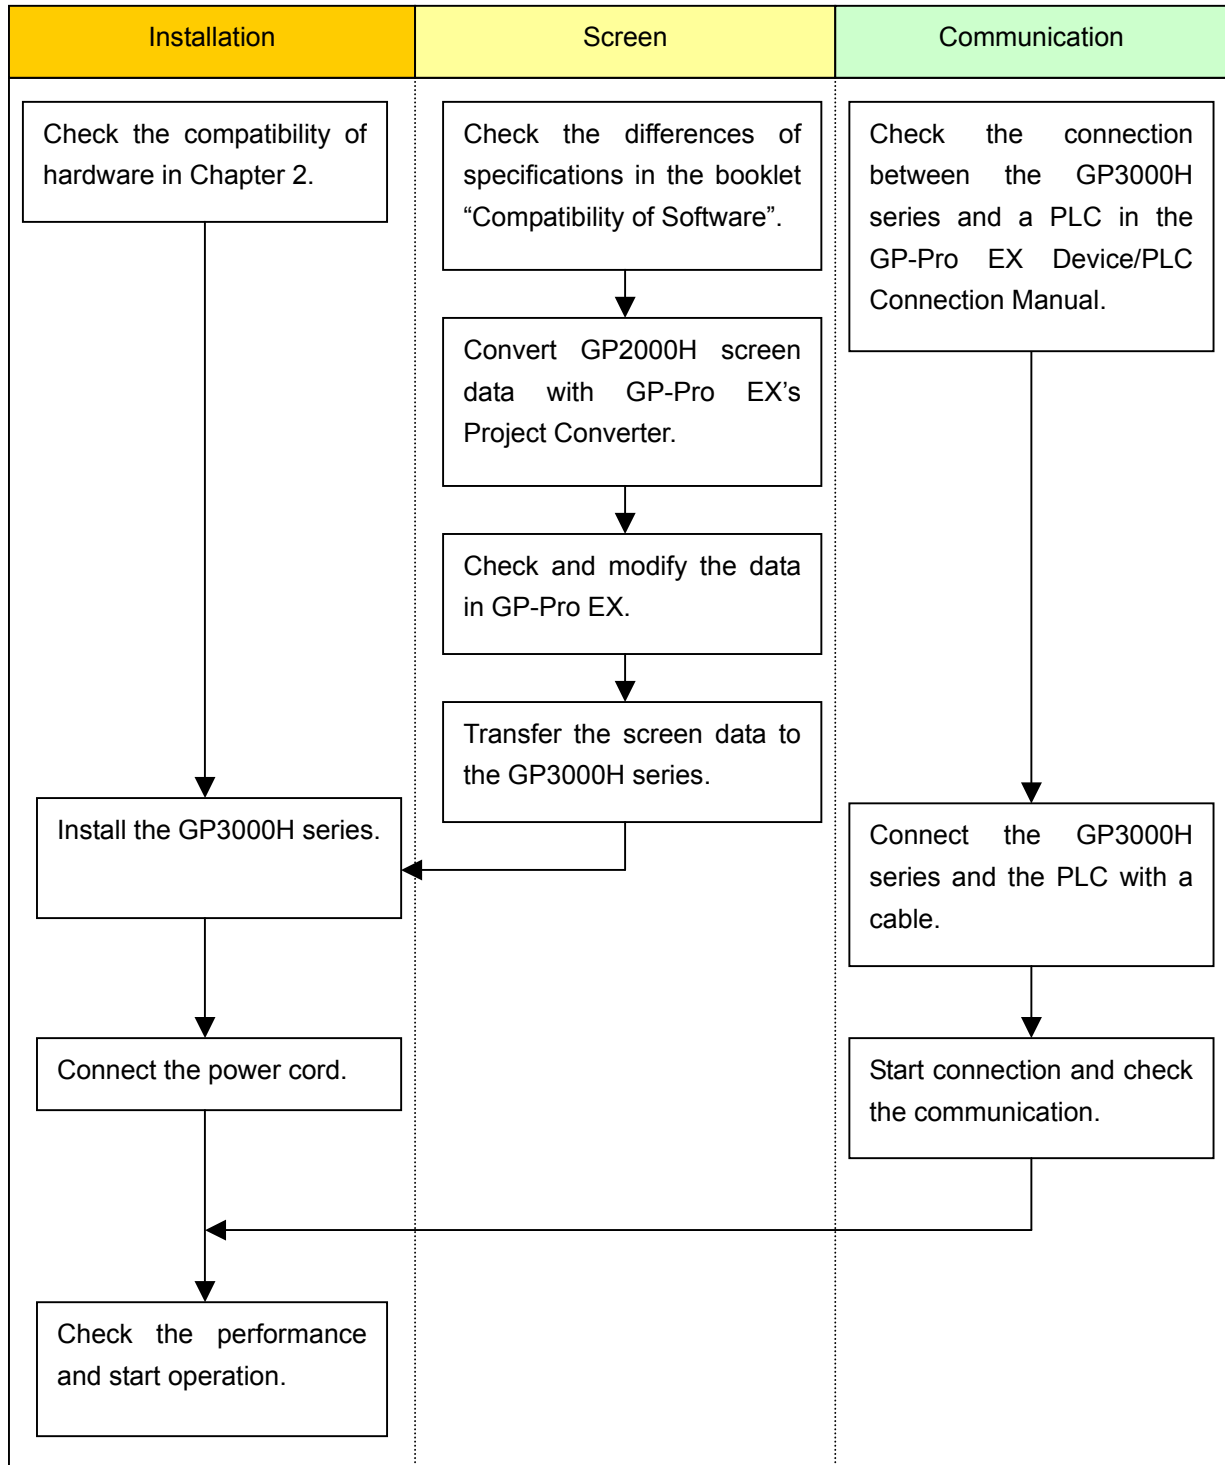 Installation
Screen
Communication
Check the compatibility of
hardware in Chapter 2.
Check the differences of
specifications in the booklet
“Compatibility of Software”.
Convert GP2000H screen
data with GP-Pro EX’s
Project Converter.
Check and modify the data
in GP-Pro EX.
Transfer the screen data to
the GP3000H series.
Check the connection
between the GP3000H
series and a PLC in the
GP-Pro EX Device/PLC
Connection Manual.
Install the GP3000H series.
Connect the GP3000H
series and the PLC with a
cable.
Connect the power cord.
Start connection and check
the communication.
Check the performance
and start operation.